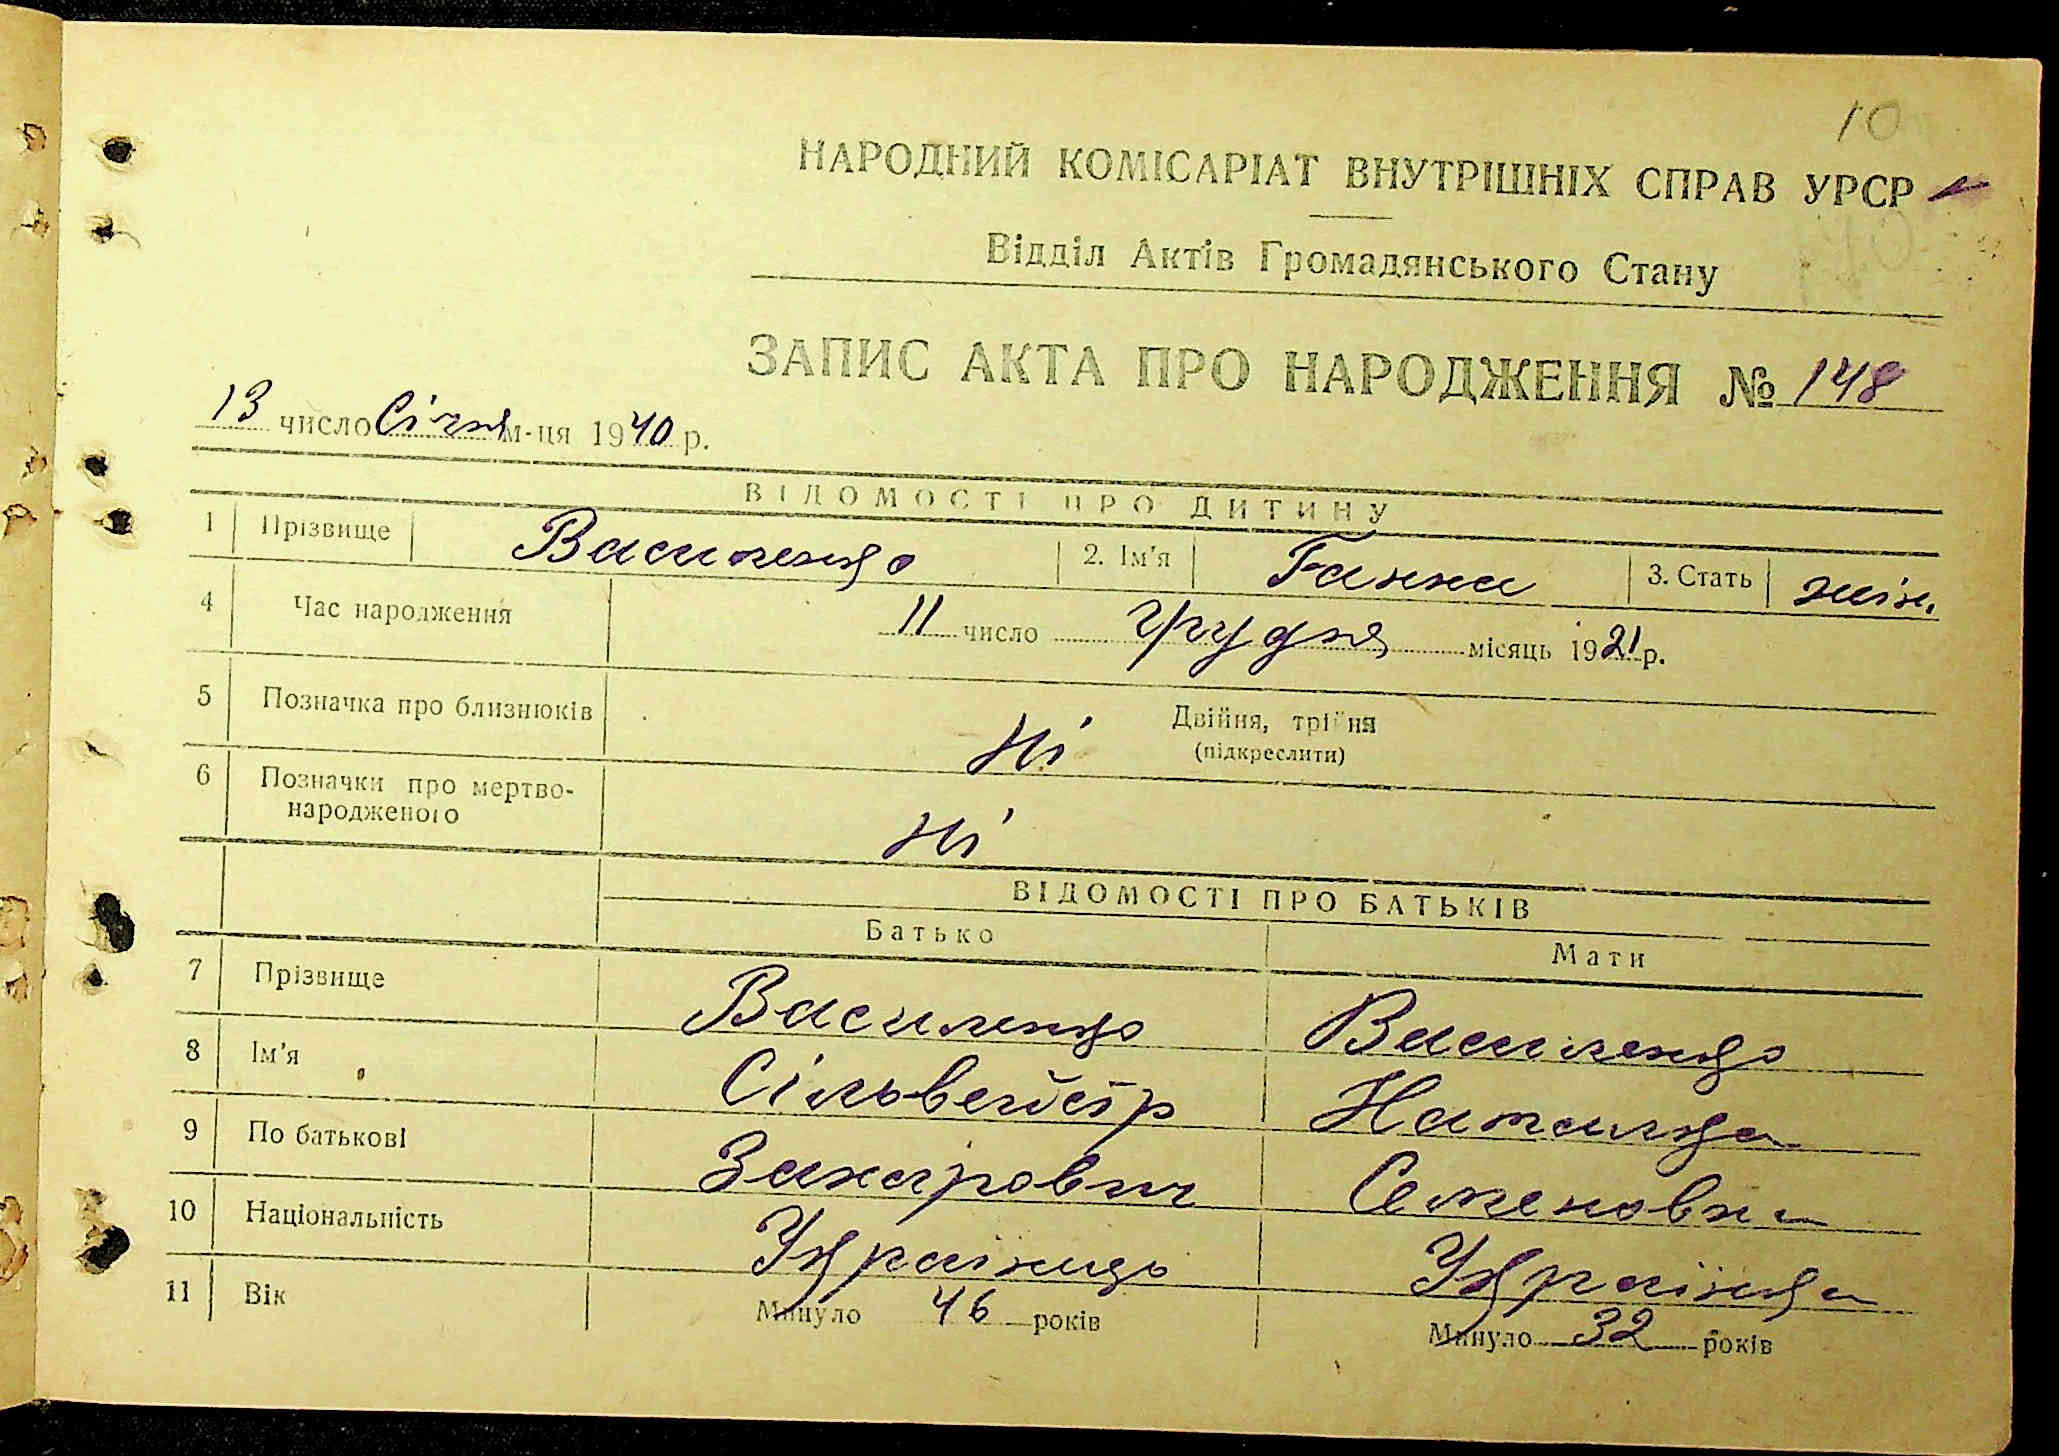 10
НАРОДНИЙ КОМІСАРІАТ ВНУТРІШНІХ СПРАВ УРСР
Відділ Актів Громадянського Стану
ЗАПИС АКТА ПРО НАРОДЖЕННЯ № 148
13 число Січня м-ця 1940 р.
ВІДОМОСТІ ПРО ДИТИНУ
1 Прізвище Василенко 2. Ім'я Ганна 3. Стать жін.
4 Час народження 11 число грудня місяць 1921 р.
5 Позначка про близнюків Ні Двійня, трійня
(підкреслити)
6 Позначки про мертво-
народженого Ні
ВІДОМОСТІ ПРО БАТЬКІВ
Батько Мати
7 Прізвище Василенко Василенко
8 Ім'я Сільвейстр Наталка
9 По батькові Захарович Семеновна
10 Національність Українець Українка
11 Вік Минуло 46 років Минуло 32 років